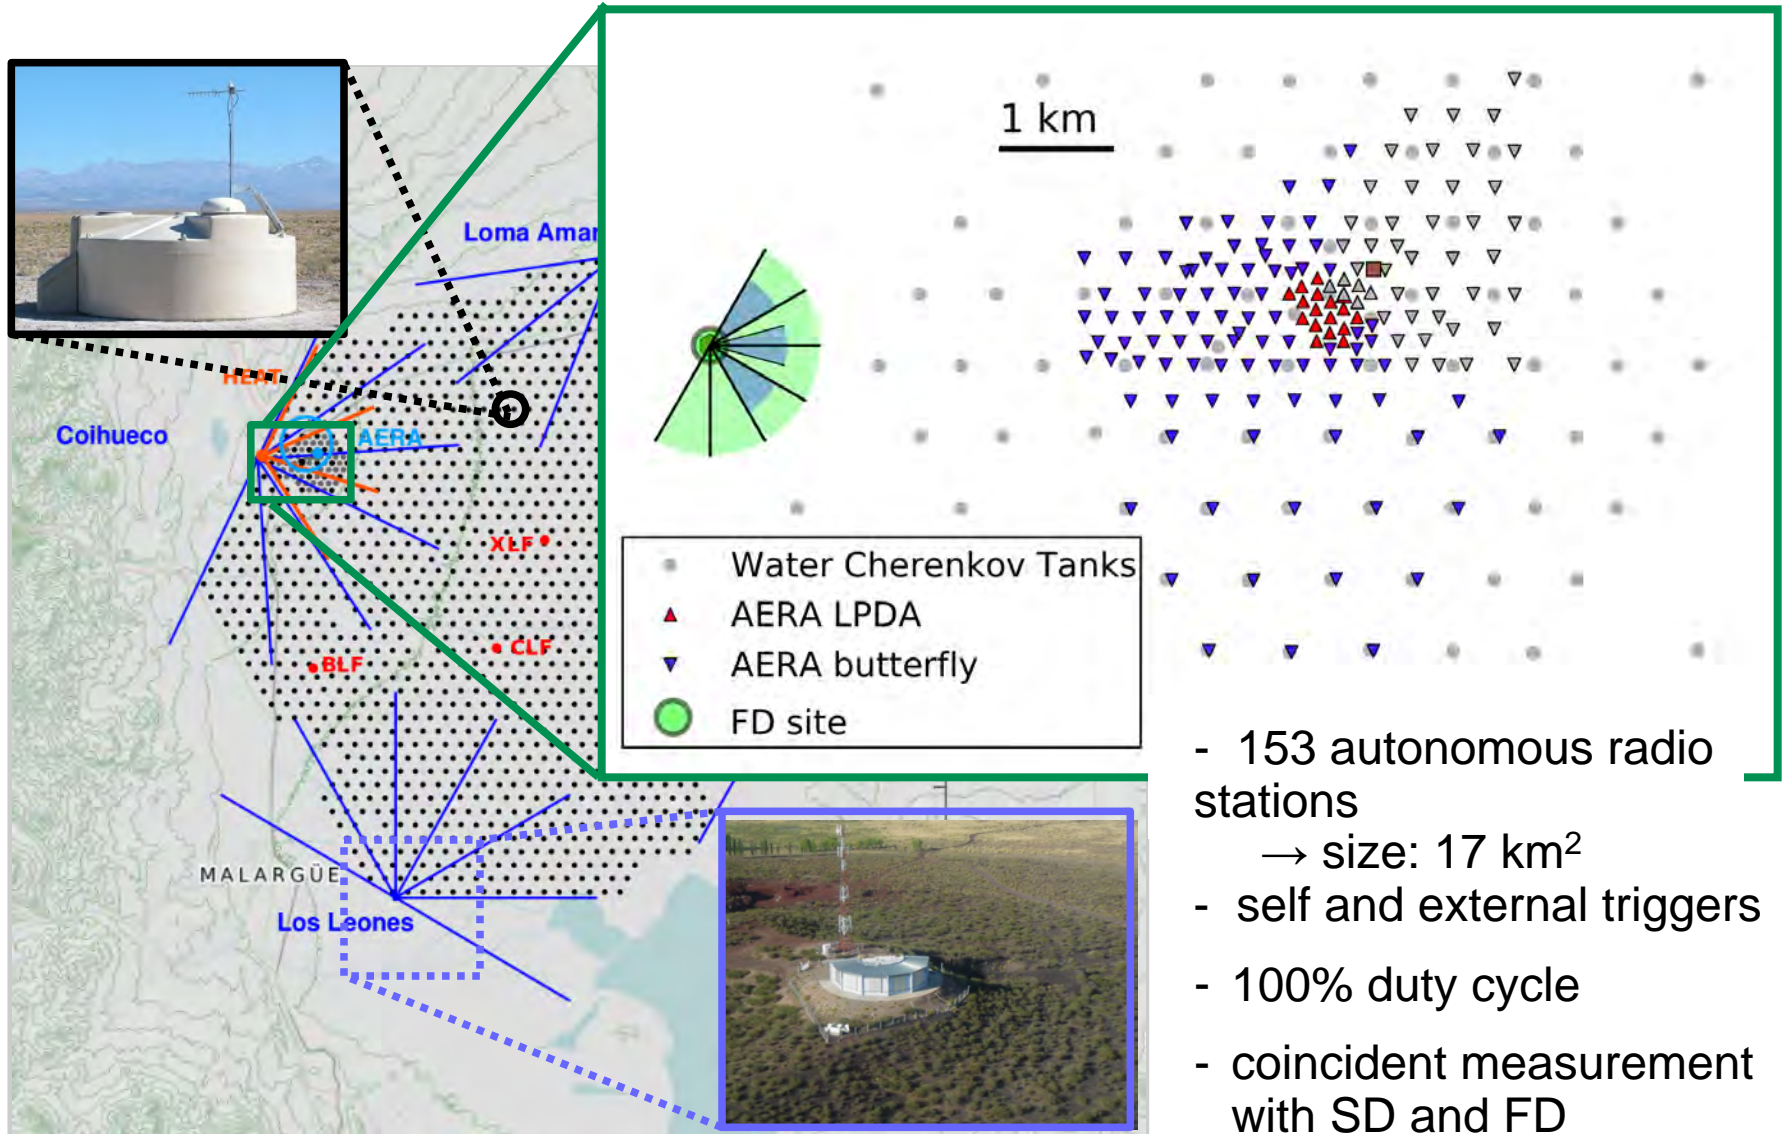 1 km
Loma Amar
HEAT
Coihueco
AERA
XLF
CLF
BLF
MALARGÜE
Los Leones
Water Cherenkov Tanks
AERA LPDA
AERA butterfly
FD site
- 153 autonomous radio
stations
→ size: 17 km²
- self and external triggers
- 100% duty cycle
- coincident measurement
with SD and FD